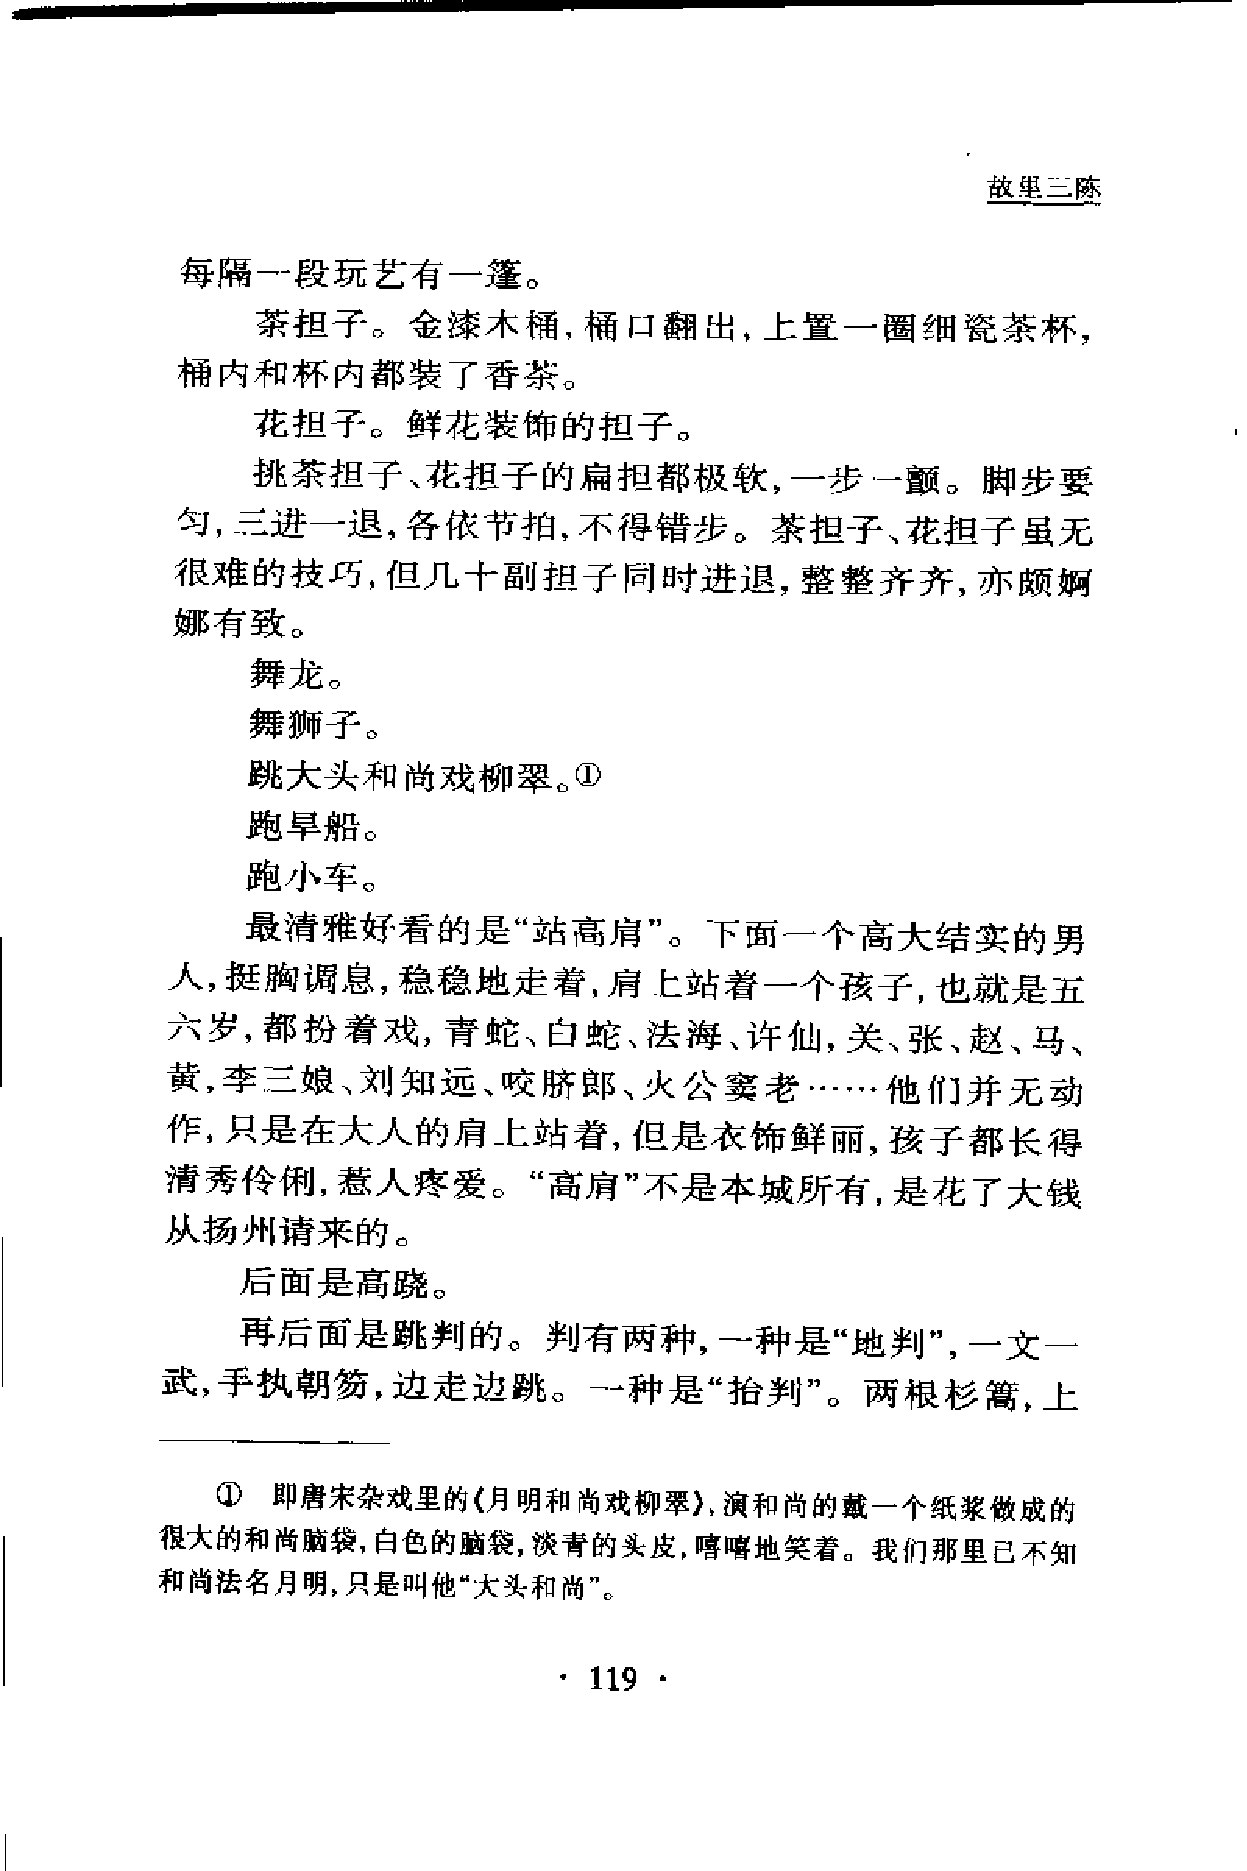 故里三陈
每隔一段玩艺有一篷。
茶担子。金漆木桶,桶口翻出,上置一圈细瓷茶杯,
桶内和杯内都装了香茶。
花担子。鲜花装饰的担子。
挑茶担子、花担子的扁担都极软,一步一颤。脚步要
匀,三进一退,各依节拍,不得错步。茶担子、花担子虽无
很难的技巧,但几十副担子同时进退,整整齐齐,亦颇婀
娜有致。
舞龙。
舞狮子。
跳大头和尚戏柳翠。①
跑旱船。
跑小车。
最清雅好看的是“站高肩”。下面一个高大结实的男
人,挺胸调息,稳稳地走着,肩上站着一个孩子,也就是五
六岁,都扮着戏,青蛇、白蛇、法海、许仙,关、张、赵、马、
黄,李三娘、刘知远、咬脐郎、火公窦老……他们并无动
作,只是在大人的肩上站着,但是衣饰鲜丽,孩子都长得
清秀伶俐,惹人疼爱。“高肩”不是本城所有,是花了大钱
从扬州请来的。
后面是高跷。
再后面是跳判的。判有两种,一种是“地判”,一文一
武,手执朝笏,边走边跳。一种是“抬判”。两根杉篙,上
① 即唐宋杂戏里的《月明和尚戏柳翠》,演和尚的戴一个纸浆做成的
很大的和尚脑袋,白色的脑袋,淡青的头皮,嘻嘻地笑着。我们那里已不知
和尚法名月明,只是叫他“大头和尚”。
· 119 ·